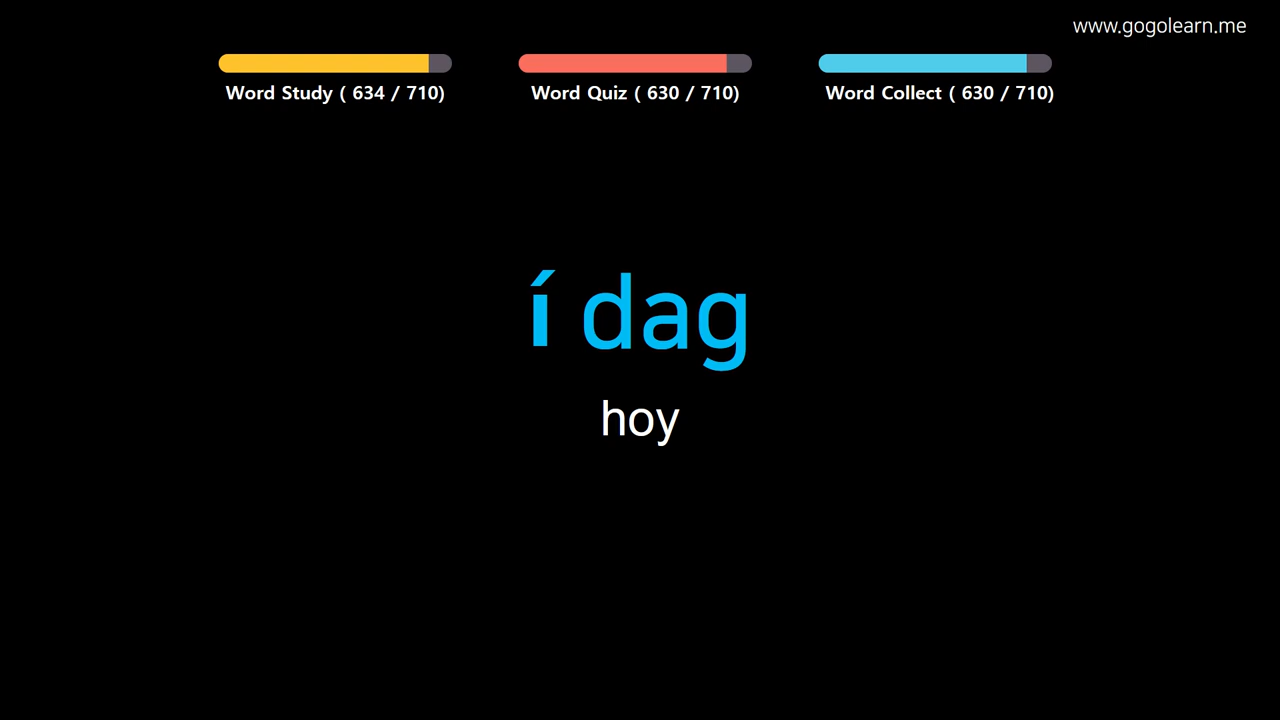 www.gogolearn.me
Word Study ( 634 / 710)
Word Quiz ( 630 / 710)
Word Collect ( 630 / 710)
í dag
hoy